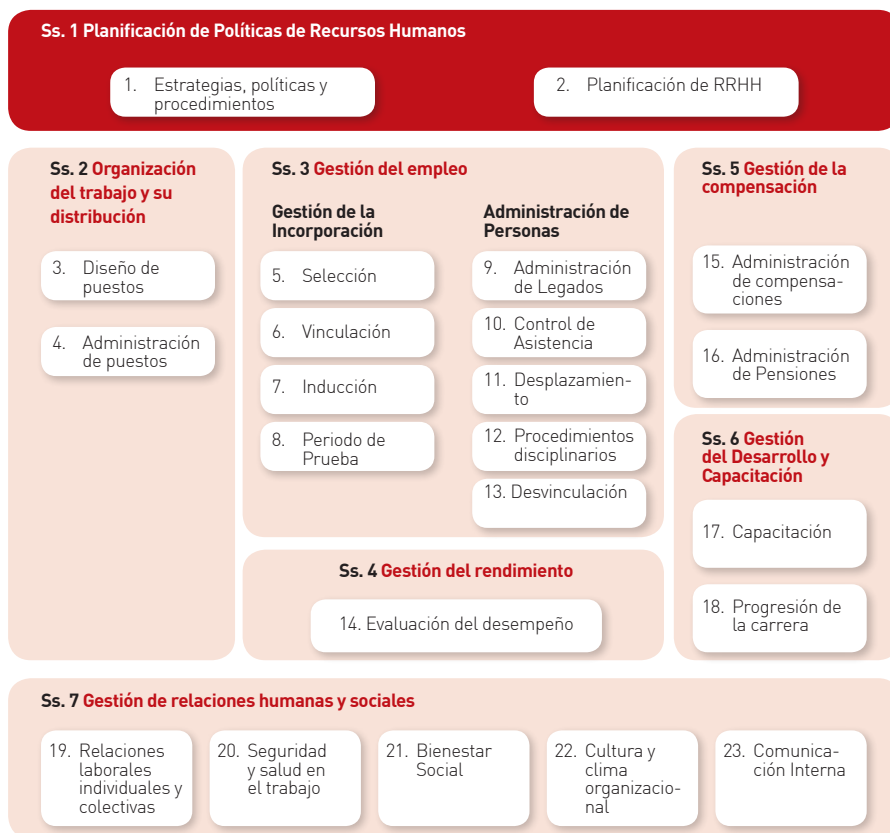 Ss. 1 Planificación de Políticas de Recursos Humanos
1. Estrategias, políticas y
procedimientos
2. Planificación de RRHH
Ss. 2 Organización
del trabajo y su
distribución
3. Diseño de
puestos
4. Administración
de puestos
Ss. 3 Gestión del empleo
Gestión de la
Incorporación
5. Selección
6. Vinculación
7. Inducción
8. Periodo de
Prueba
Administración de
Personas
9. Administración
de Legados
10. Control de
Asistencia
11. Desplazamien-
to
12. Procedimientos
disciplinarios
13. Desvinculación
Ss. 4 Gestión del rendimiento
14. Evaluación del desempeño
Ss. 5 Gestión de la
compensación
15. Administración
de compensa-
ciones
16. Administración
de Pensiones
Ss. 6 Gestión
del Desarrollo y
Capacitación
17. Capacitación
18. Progresión de
la carrera
Ss. 7 Gestión de relaciones humanas y sociales
19. Relaciones
laborales
individuales y
colectivas
20. Seguridad
y salud en
el trabajo
21. Bienestar
Social
22. Cultura y
clima
organizacio-
nal
23. Comunica-
ción Interna